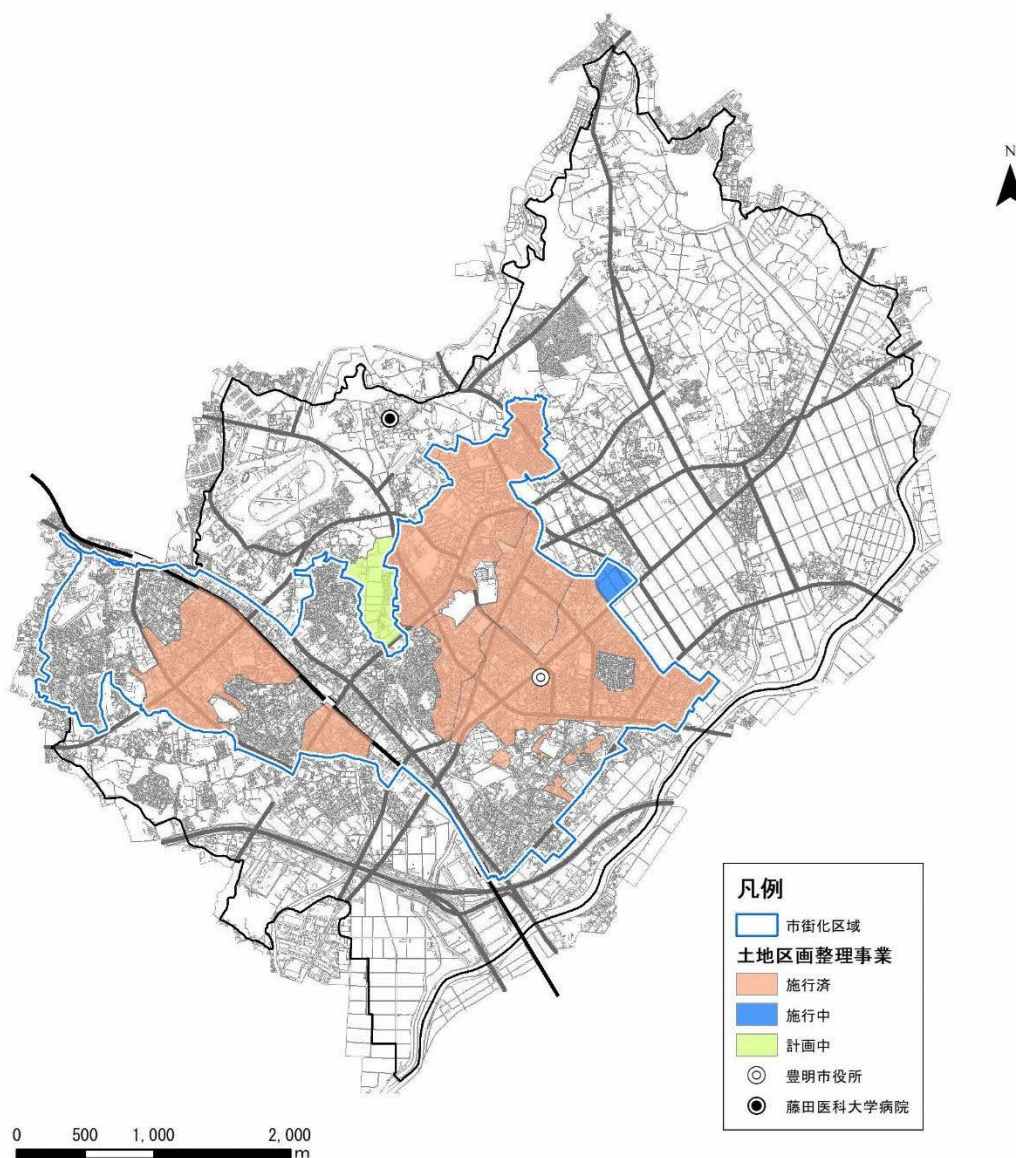 N
凡例
市街化区域
土地区画整理事業
施行済
施行中
計画中
豊明市役所
藤田医科大学病院
0 500 1,000 2,000
m